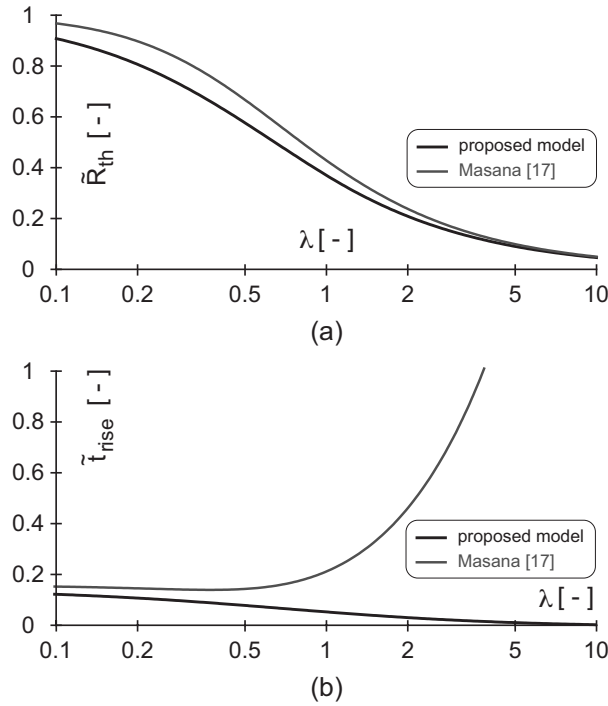 1
0.8
0.6
0.4
0.2
0
R̃th [ - ]
proposed model
Masana [17]
λ [ - ]
0.1 0.2 0.5 1 2 5 10
(a)
1
0.8
0.6
0.4
0.2
0
t̃rise [ - ]
proposed model
Masana [17]
λ [ - ]
0.1 0.2 0.5 1 2 5 10
(b)